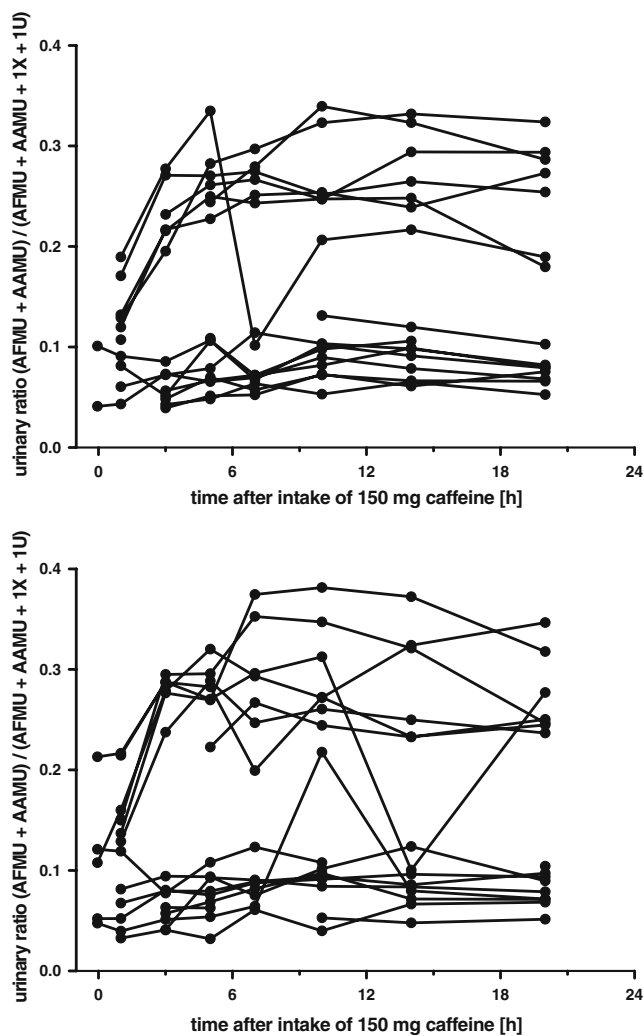 0.4
0.3
0.2
0.1
0.0
urinary ratio (AFMU + AAMU) / (AFMU + AAMU + 1X + 1U)
0 6 12 18 24
time after intake of 150 mg caffeine [h]
0.4
0.3
0.2
0.1
0.0
urinary ratio (AFMU + AAMU) / (AFMU + AAMU + 1X + 1U)
0 6 12 18 24
time after intake of 150 mg caffeine [h]